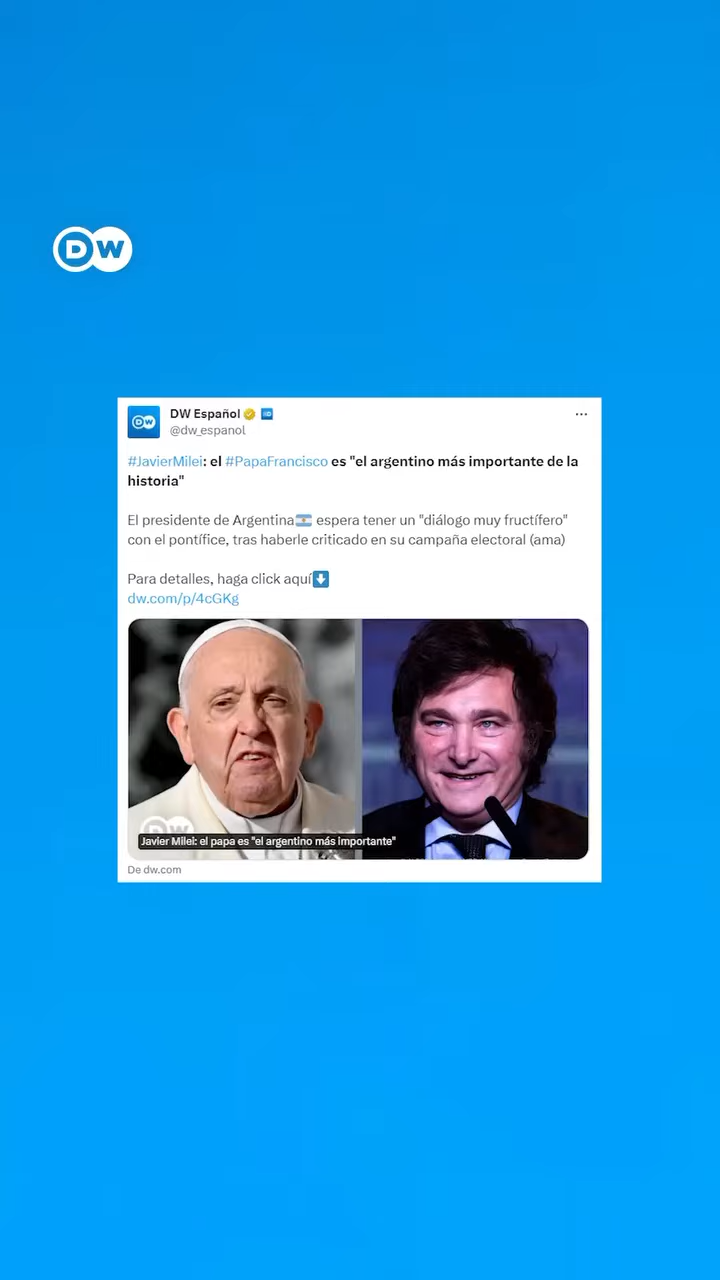 DW
DW Español
@dw_espanol
#JavierMilei: el #PapaFrancisco es "el argentino más importante de la
historia"
El presidente de Argentina🇦🇷 espera tener un "diálogo muy fructífero"
con el pontífice, tras haberle criticado en su campaña electoral (ama)
Para detalles, haga click aquí⬇️
dw.com/p/4cGKg
DW
Javier Milei: el papa es "el argentino más importante"
De dw.com